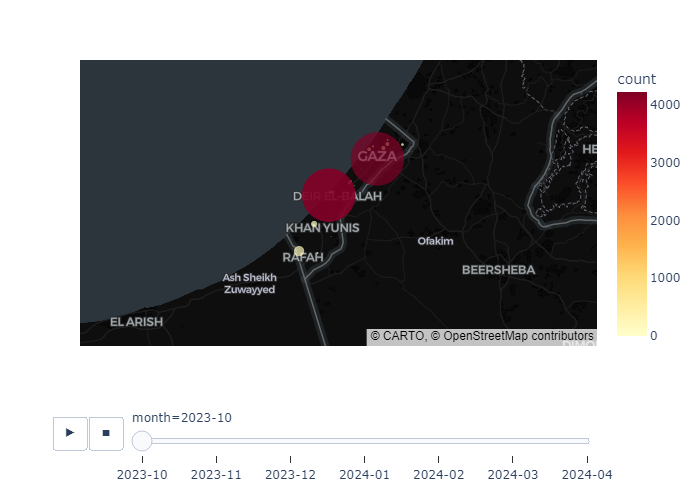 count
4000
3000
2000
1000
0
GAZA
HE
DEIR EL-BALAH
KHAN YUNIS
RAFAH
Ofakim
BEERSHEBA
Ash Sheikh
Zuwayyed
EL ARISH
© CARTO, © OpenStreetMap contributors
month=2023-10
2023-10 2023-11 2023-12 2024-01 2024-02 2024-03 2024-04